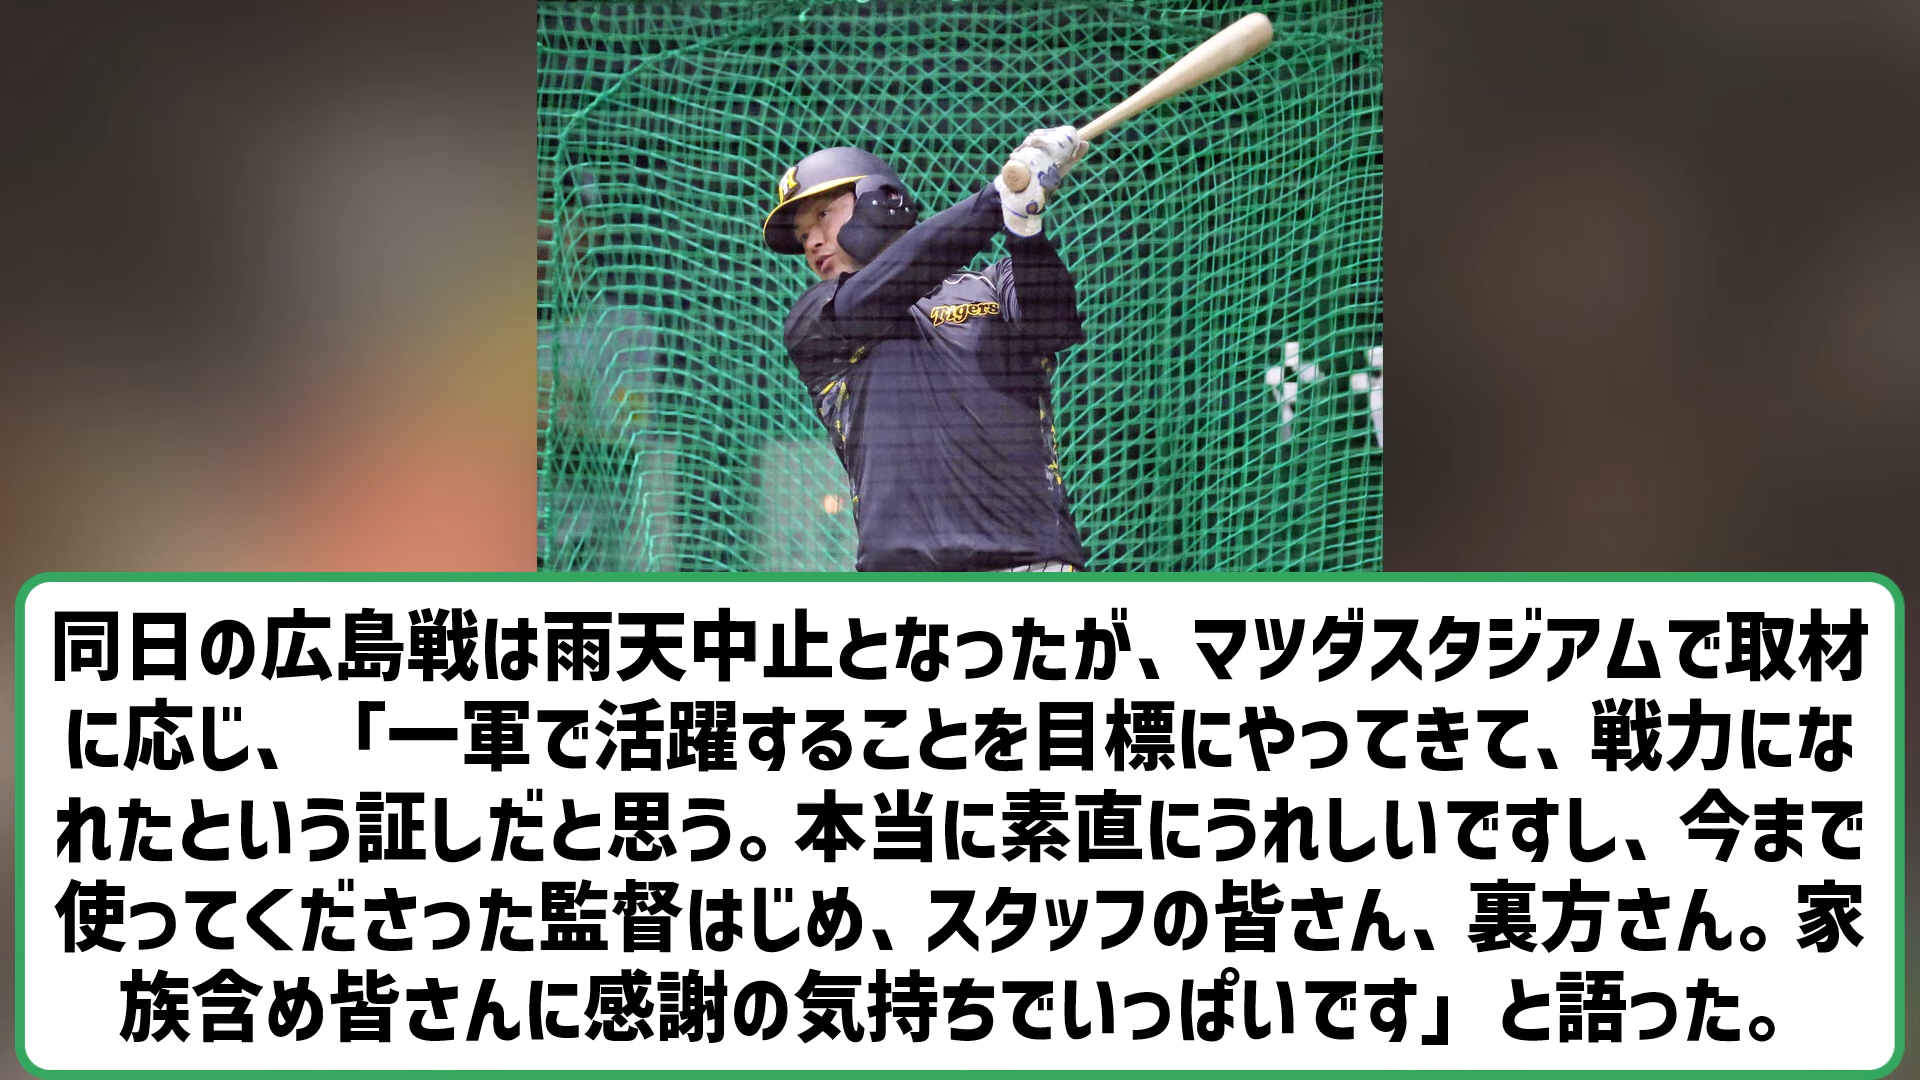 Tigers
同日の広島戦は雨天中止となったが、マツダスタジアムで取材
に応じ、「一軍で活躍することを目標にやってきて、戦力にな
れたという証しだと思う。本当に素直にうれしいですし、今まで
使ってくださった監督はじめ、スタッフの皆さん、裏方さん。家
族含め皆さんに感謝の気持ちでいっぱいです」と語った。